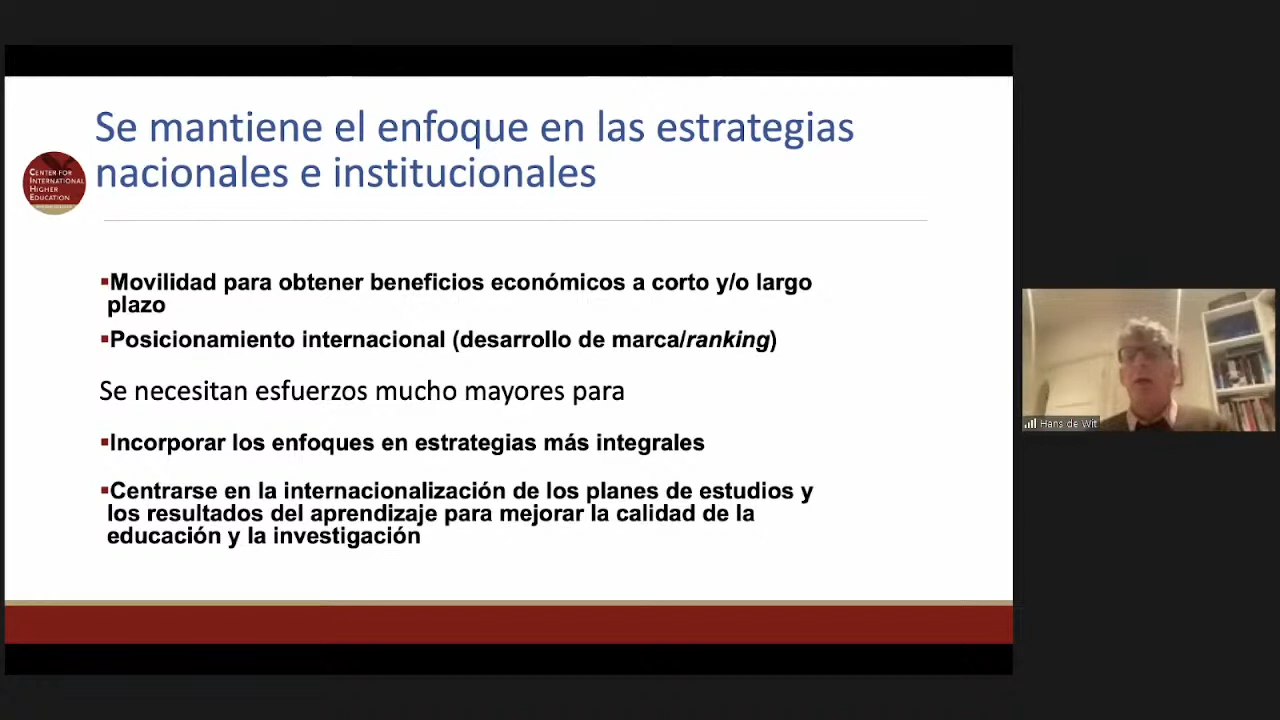 Se mantiene el enfoque en las estrategias
nacionales e institucionales
CENTER FOR
INTERNATIONAL
HIGHER
EDUCATION
▪Movilidad para obtener beneficios económicos a corto y/o largo
plazo
▪Posicionamiento internacional (desarrollo de marca/ranking)
Se necesitan esfuerzos mucho mayores para
▪Incorporar los enfoques en estrategias más integrales
▪Centrarse en la internacionalización de los planes de estudios y
los resultados del aprendizaje para mejorar la calidad de la
educación y la investigación
Hans de Wit